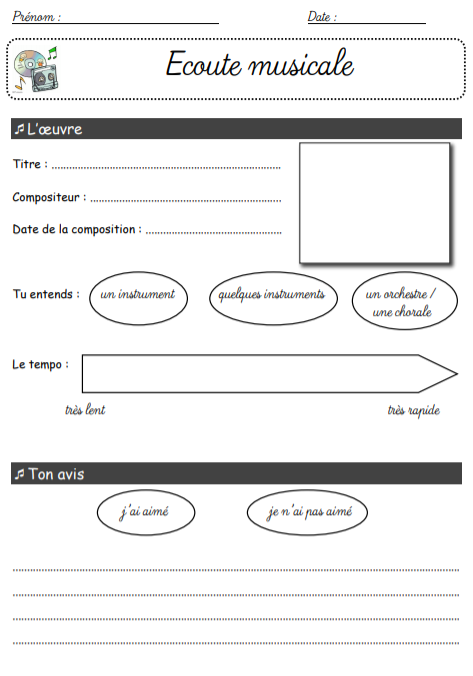 Prénom : Date :
Ecoute musicale
♫ L'œuvre
Titre : ................................................................................
Compositeur : ..................................................................
Date de la composition : ...............................................
Tu entends : un instrument quelques instruments un orchestre /
une chorale
Le tempo :
très lent très rapide
♫ Ton avis
j'ai aimé je n'ai pas aimé